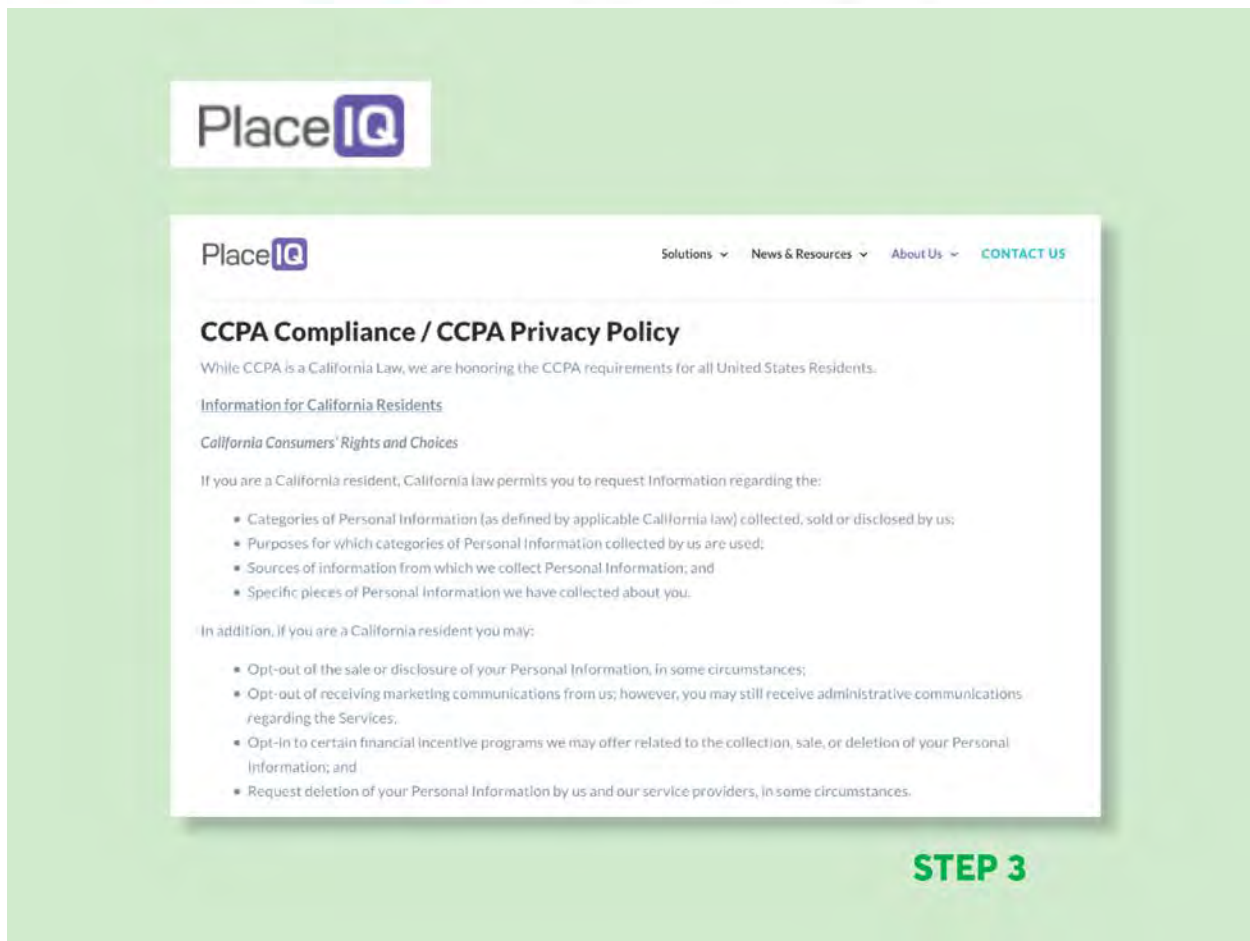 PlaceIQ
PlaceIQ
Solutions News & Resources About Us CONTACT US
CCPA Compliance / CCPA Privacy Policy
While CCPA is a California Law, we are honoring the CCPA requirements for all United States Residents.
Information for California Residents
California Consumers' Rights and Choices
If you are a California resident, California law permits you to request Information regarding the:
• Categories of Personal Information (as defined by applicable California law) collected, sold or disclosed by us;
• Purposes for which categories of Personal Information collected by us are used;
• Sources of information from which we collect Personal Information; and
• Specific pieces of Personal Information we have collected about you.
In addition, if you are a California resident you may:
• Opt-out of the sale or disclosure of your Personal Information, in some circumstances;
• Opt-out of receiving marketing communications from us; however, you may still receive administrative communications
regarding the Services;
• Opt-in to certain financial incentive programs we may offer related to the collection, sale, or deletion of your Personal
Information; and
• Request deletion of your Personal Information by us and our service providers, in some circumstances.
STEP 3